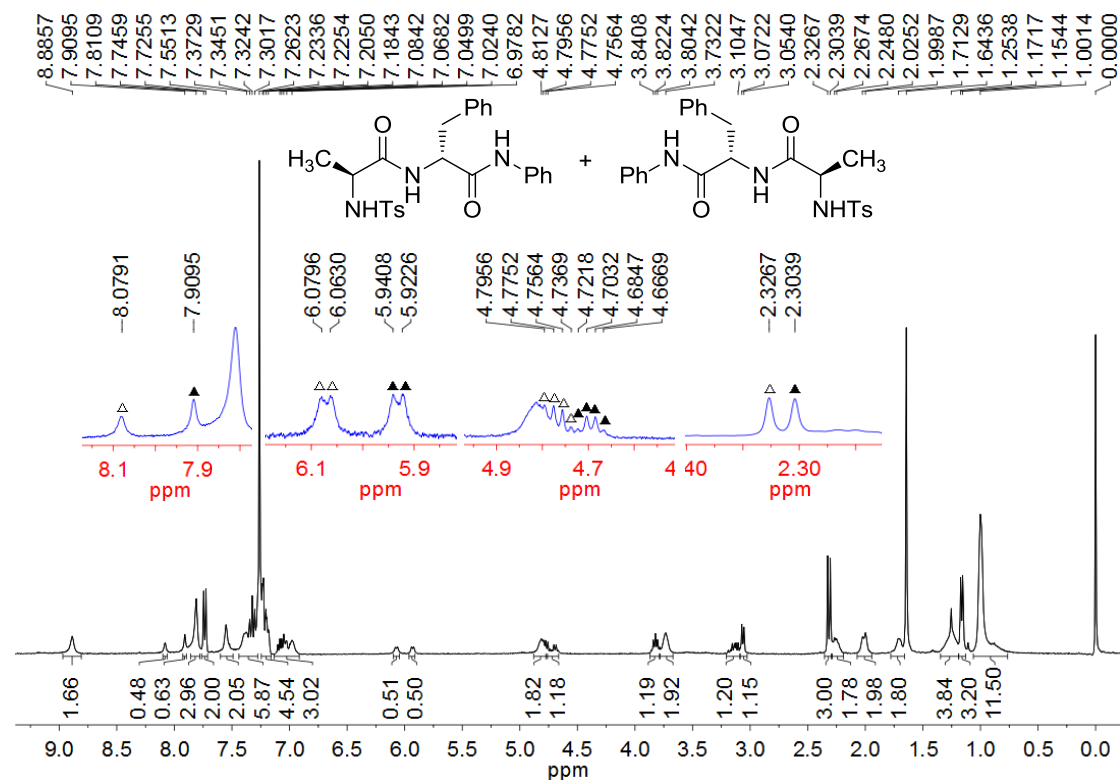 8.8857 7.9095 7.8109 7.7459 7.7255 7.5513 7.3729 7.3451 7.3242 7.3017 7.2623 7.2336 7.2254 7.2050 7.1843 7.0842 7.0682 7.0499 7.0240 6.9782 4.8127 4.7956 4.7752 4.7564 3.8408 3.8224 3.8042 3.7322 3.1047 3.0722 3.0540 2.3267 2.3039 2.2674 2.2480 2.0252 1.9987 1.7129 1.6436 1.2538 1.1717 1.1544 1.0014 0.0000
Ph Ph
O H H O
H3C N N CH3
N Ph + Ph N
H H
NHTs O O NHTs
8.0791 7.9095 6.0796 6.0630 5.9408 5.9226 4.7956 4.7752 4.7564 4.7369 4.7218 4.7032 4.6847 4.6669 2.3267 2.3039
8.1 7.9 6.1 5.9 4.9 4.7 4 40 2.30
ppm ppm ppm ppm
1.66 0.48 0.63 2.96 2.00 2.05 5.87 4.54 3.02 0.51 0.50 1.82 1.18 1.19 1.92 1.20 1.15 3.00 1.78 1.98 1.80 3.84 3.20 11.50
9.0 8.5 8.0 7.5 7.0 6.5 6.0 5.5 5.0 4.5 4.0 3.5 3.0 2.5 2.0 1.5 1.0 0.5 0.0
ppm